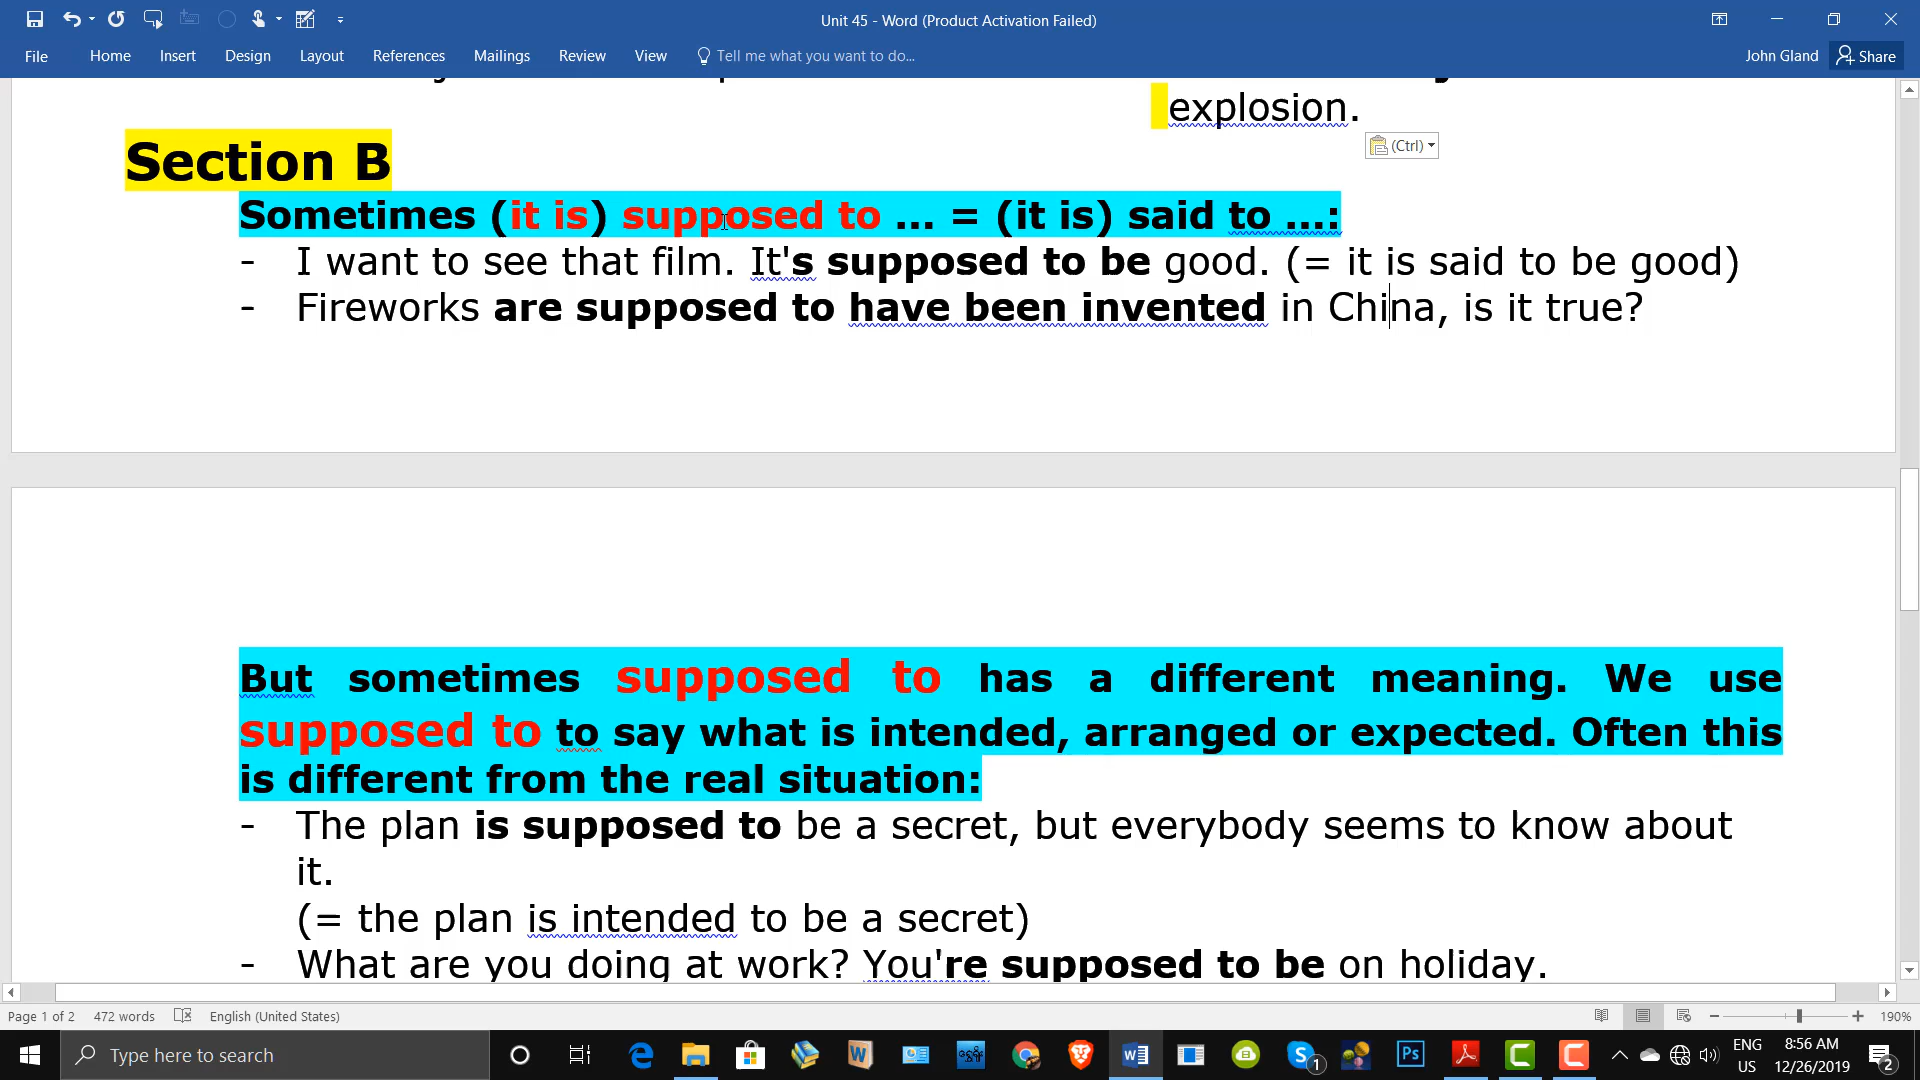 Unit 45 - Word (Product Activation Failed)
File Home Insert Design Layout References Mailings Review View Tell me what you want to do... John Gland Share
explosion.
(Ctrl)
Section B
Sometimes (it is) supposed to ... = (it is) said to ...:
- I want to see that film. It's supposed to be good. (= it is said to be good)
- Fireworks are supposed to have been invented in China, is it true?
But sometimes supposed to has a different meaning. We use
supposed to to say what is intended, arranged or expected. Often this
is different from the real situation:
- The plan is supposed to be a secret, but everybody seems to know about
it.
(= the plan is intended to be a secret)
- What are you doing at work? You're supposed to be on holiday.
Page 1 of 2 472 words English (United States) 190%
Type here to search
ENG 8:56 AM
US 12/26/2019